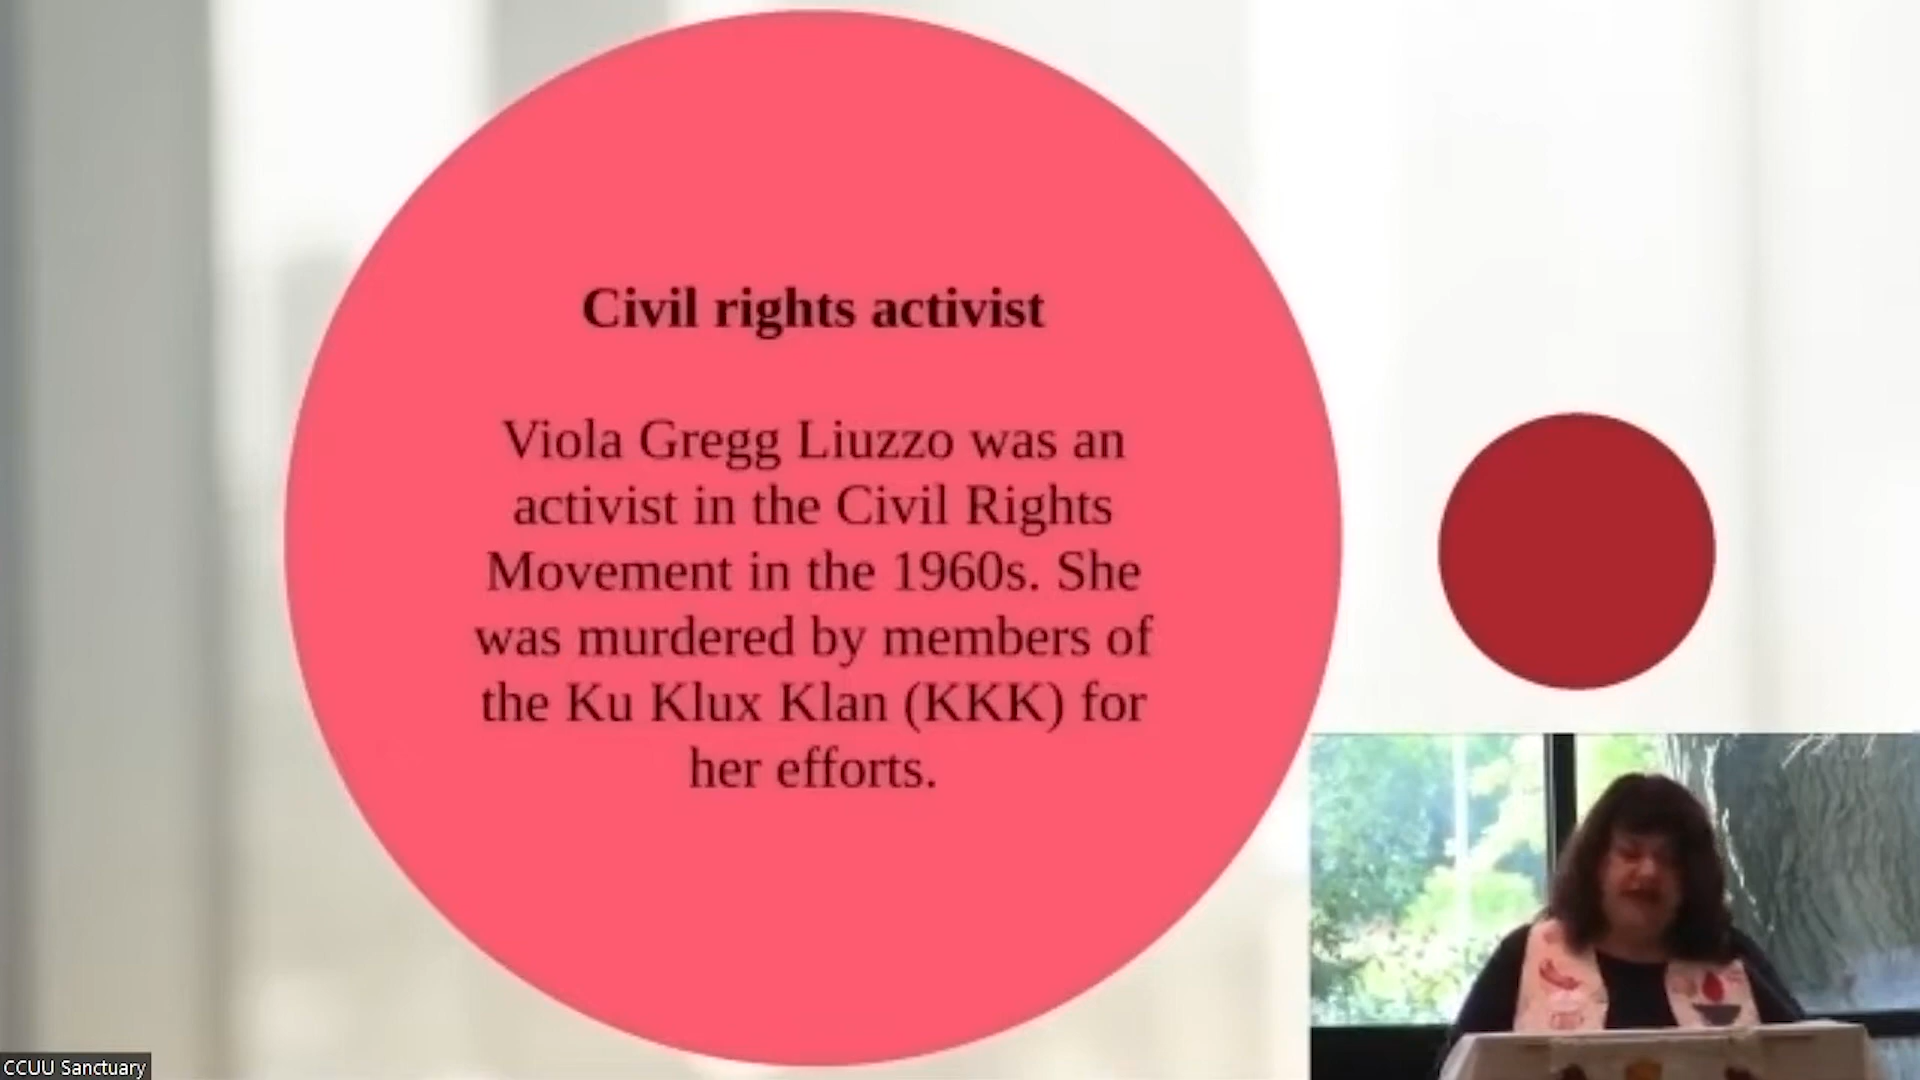 Civil rights activist
Viola Gregg Liuzzo was an
activist in the Civil Rights
Movement in the 1960s. She
was murdered by members of
the Ku Klux Klan (KKK) for
her efforts.
CCUU Sanctuary